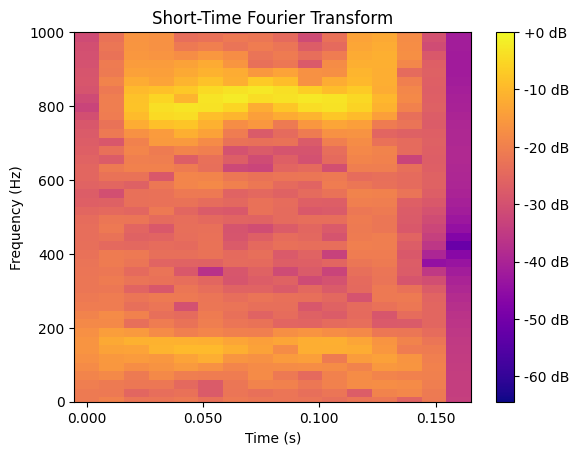 Short-Time Fourier Transform
1000
800
600
400
200
0
Frequency (Hz)
0.000
0.050
0.100
0.150
Time (s)
+0 dB
-10 dB
-20 dB
-30 dB
-40 dB
-50 dB
-60 dB